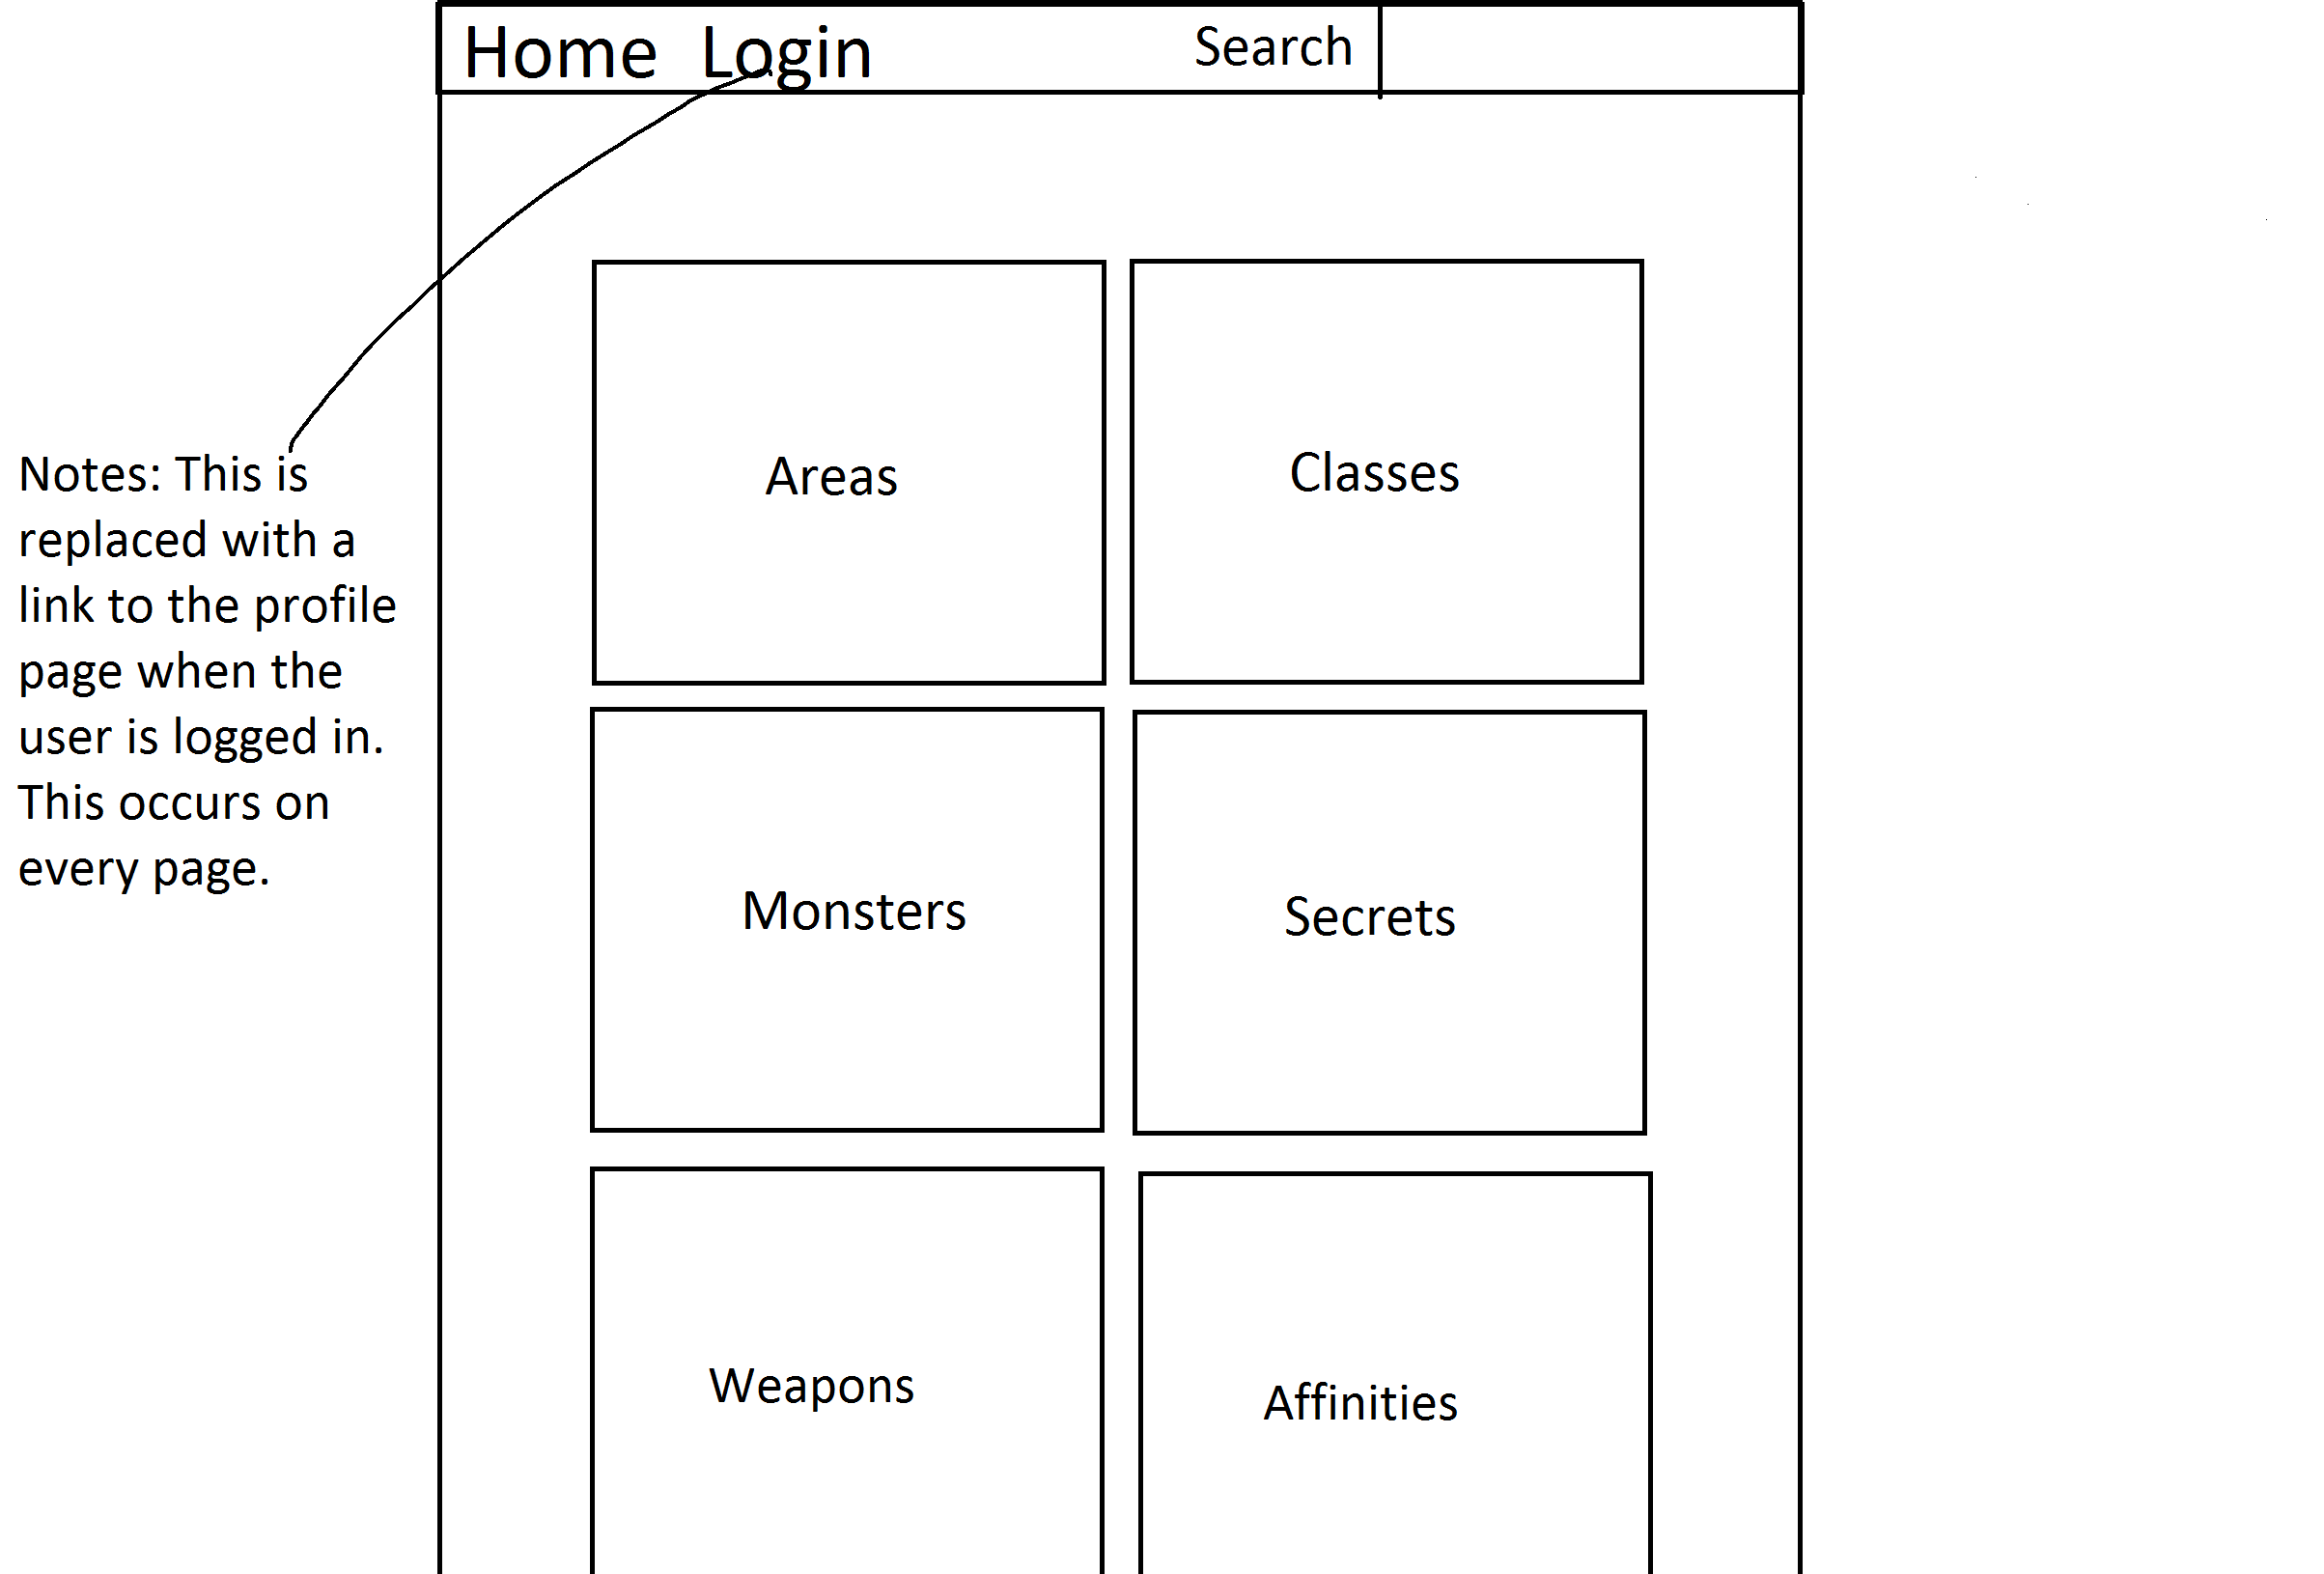 Home Login Search
Areas Classes
Notes: This is
replaced with a
link to the profile
page when the
user is logged in.
This occurs on
every page.
Monsters Secrets
Weapons Affinities